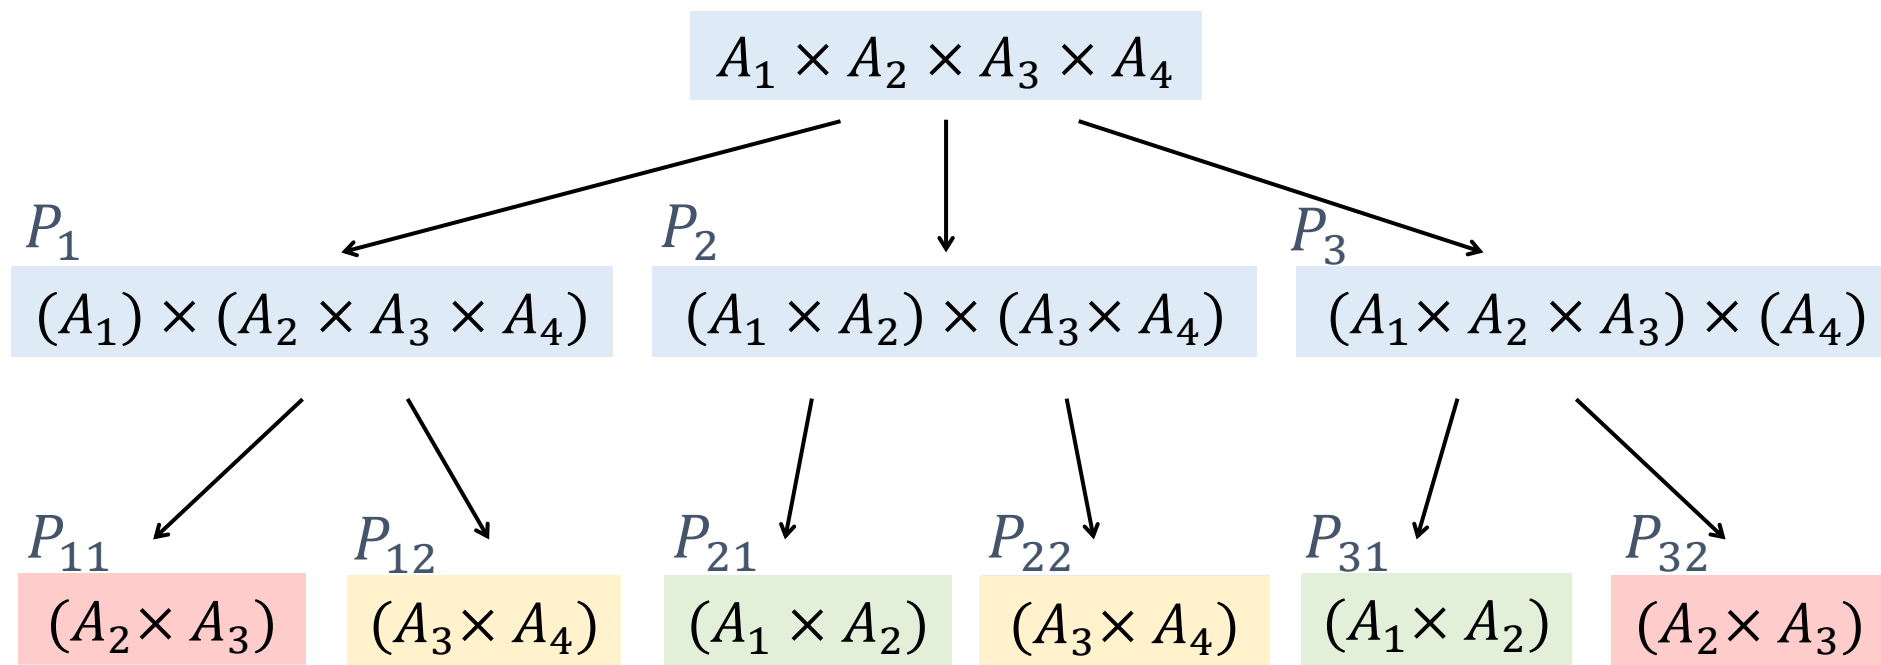 A₁ × A₂ × A₃ × A₄
P₁ P₂ P₃
(A₁) × (A₂ × A₃ × A₄) (A₁ × A₂) × (A₃× A₄) (A₁× A₂ × A₃) × (A₄)
P₁₁ P₁₂ P₂₁ P₂₂ P₃₁ P₃₂
(A₂× A₃) (A₃× A₄) (A₁ × A₂) (A₃× A₄) (A₁× A₂) (A₂× A₃)